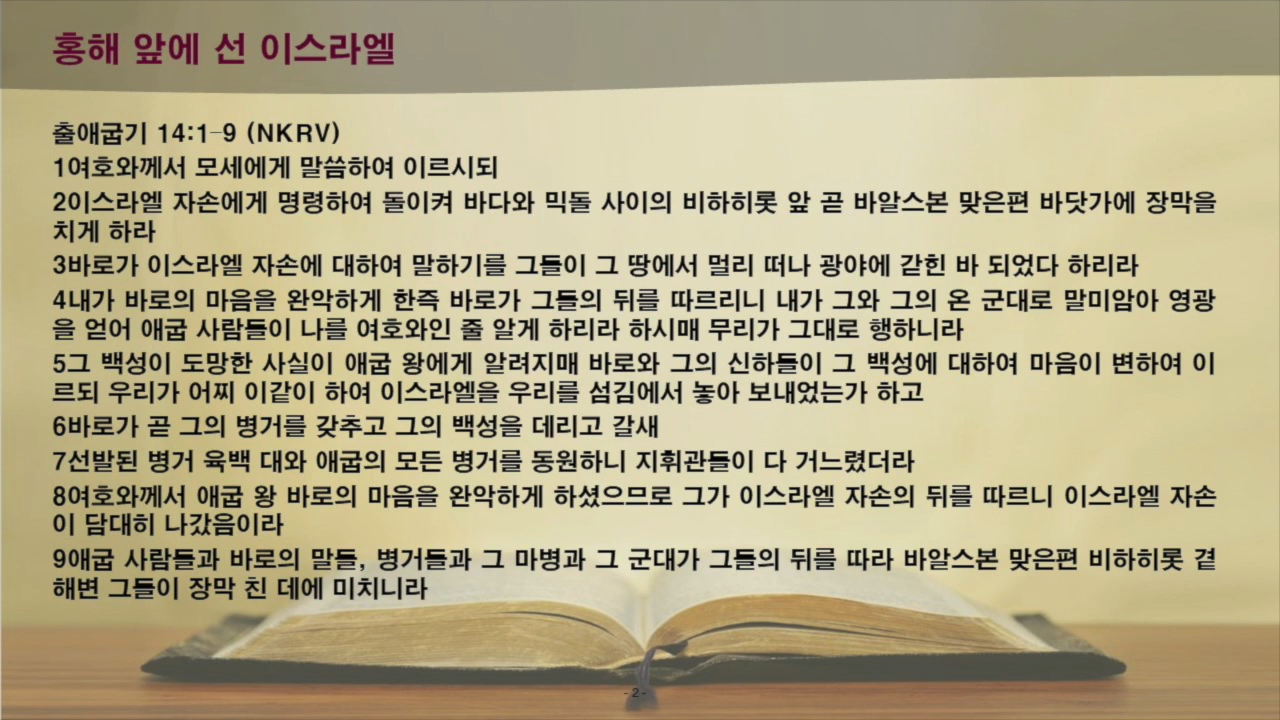 홍해 앞에 선 이스라엘
출애굽기 14:1-9 (NKRV)
1여호와께서 모세에게 말씀하여 이르시되
2이스라엘 자손에게 명령하여 돌이켜 바다와 믹돌 사이의 비하히롯 앞 곧 바알스본 맞은편 바닷가에 장막을
치게 하라
3바로가 이스라엘 자손에 대하여 말하기를 그들이 그 땅에서 멀리 떠나 광야에 갇힌 바 되었다 하리라
4내가 바로의 마음을 완악하게 한즉 바로가 그들의 뒤를 따르리니 내가 그와 그의 온 군대로 말미암아 영광
을 얻어 애굽 사람들이 나를 여호와인 줄 알게 하리라 하시매 무리가 그대로 행하니라
5그 백성이 도망한 사실이 애굽 왕에게 알려지매 바로와 그의 신하들이 그 백성에 대하여 마음이 변하여 이
르되 우리가 어찌 이같이 하여 이스라엘을 우리를 섬김에서 놓아 보내었는가 하고
6바로가 곧 그의 병거를 갖추고 그의 백성을 데리고 갈새
7선발된 병거 육백 대와 애굽의 모든 병거를 동원하니 지휘관들이 다 거느렸더라
8여호와께서 애굽 왕 바로의 마음을 완악하게 하셨으므로 그가 이스라엘 자손의 뒤를 따르니 이스라엘 자손
이 담대히 나갔음이라
9애굽 사람들과 바로의 말들, 병거들과 그 마병과 그 군대가 그들의 뒤를 따라 바알스본 맞은편 비하히롯 곁
해변 그들이 장막 친 데에 미치니라
- 2 -